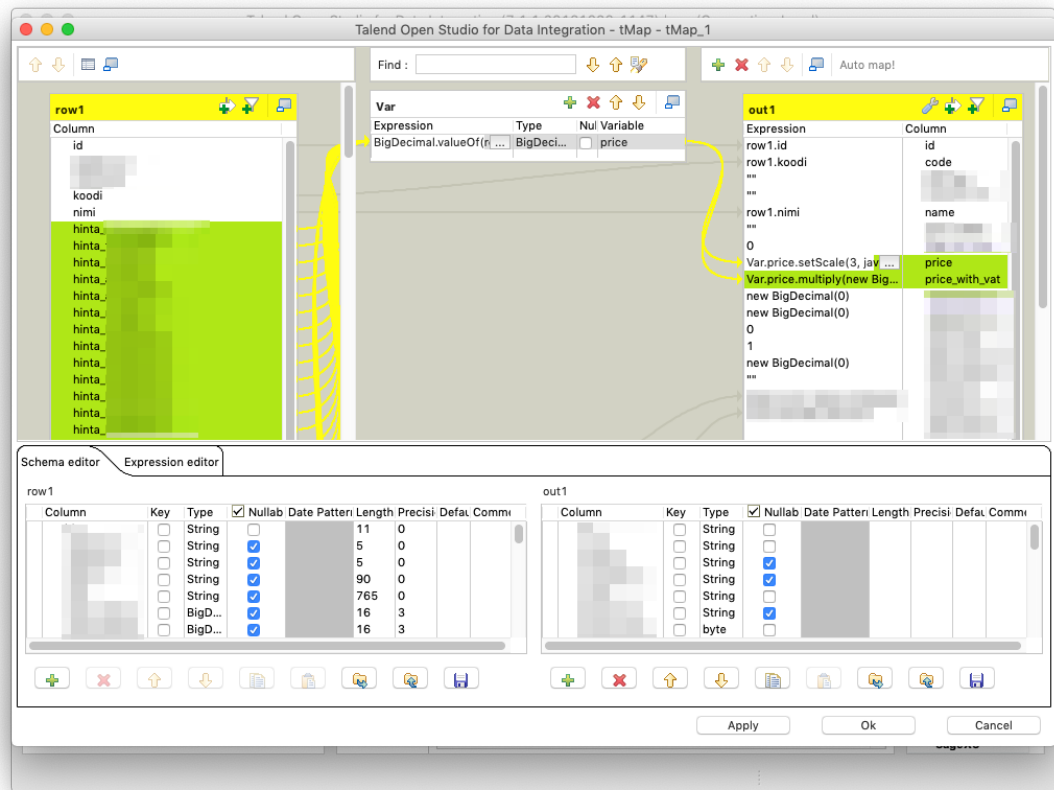 Talend Open Studio for Data Integration - tMap - tMap_1
Find :
Auto map!
row1
Column
id
koodi
nimi
hinta_
hinta_
hinta_
hinta_
hinta_
hinta_
hinta_
hinta_
hinta_
hinta_
hinta_
hinta_
hinta_
Var
Expression Type Nul Variable
BigDecimal.valueOf(r ... BigDeci... price
out1
Expression Column
row1.id id
row1.koodi code
""
""
row1.nimi name
""
0
Var.price.setScale(3, jav ... price
Var.price.multiply(new Big... price_with_vat
new BigDecimal(0)
new BigDecimal(0)
0
1
new BigDecimal(0)
""
Schema editor Expression editor
row1
Column Key Type Nullab Date Pattern Length Precisi Defau Comme
String 11 0
String 5 0
String 5 0
String 90 0
String 765 0
BigD... 16 3
BigD... 16 3
out1
Column Key Type Nullab Date Pattern Length Precisi Defau Comme
String
String
String
String
String
String
byte
Apply Ok Cancel